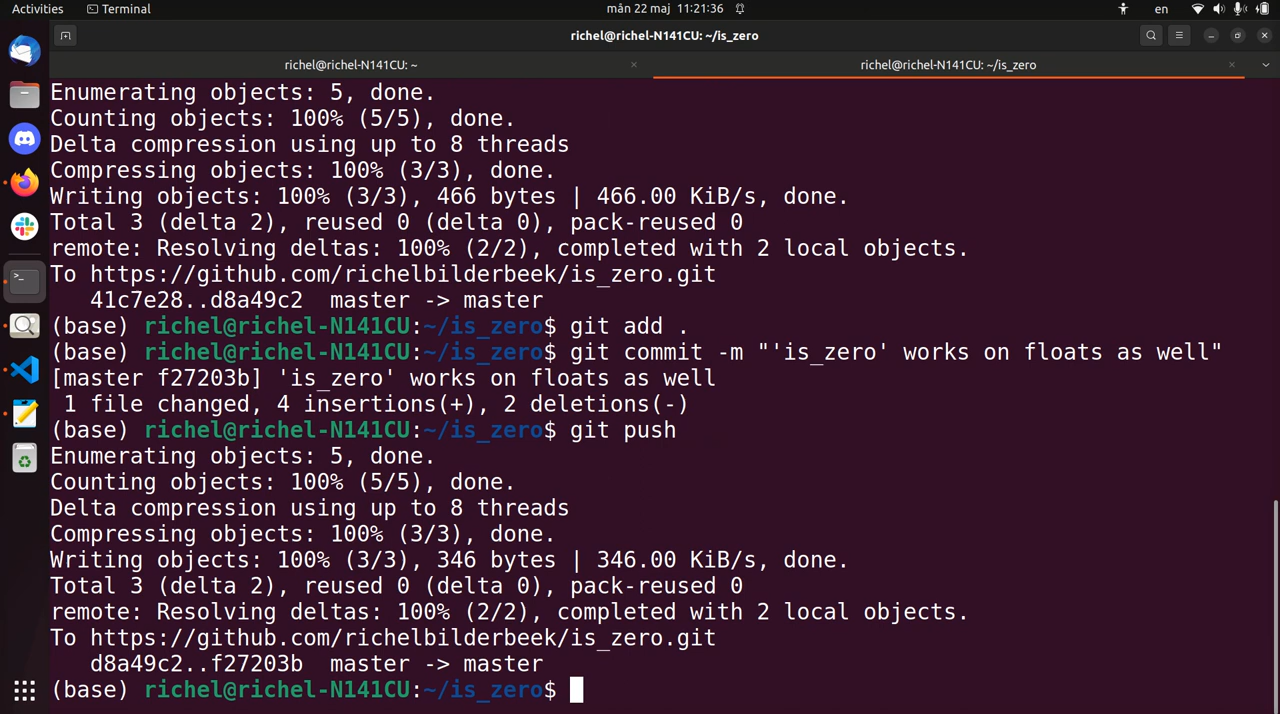 Activities Terminal mån 22 maj 11:21:36 en
richel@richel-N141CU: ~/is_zero
richel@richel-N141CU: ~ × richel@richel-N141CU: ~/is_zero ×
Enumerating objects: 5, done.
Counting objects: 100% (5/5), done.
Delta compression using up to 8 threads
Compressing objects: 100% (3/3), done.
Writing objects: 100% (3/3), 466 bytes | 466.00 KiB/s, done.
Total 3 (delta 2), reused 0 (delta 0), pack-reused 0
remote: Resolving deltas: 100% (2/2), completed with 2 local objects.
To https://github.com/richelbilderbeek/is_zero.git
   41c7e28..d8a49c2  master -> master
(base) richel@richel-N141CU:~/is_zero$ git add .
(base) richel@richel-N141CU:~/is_zero$ git commit -m "'is_zero' works on floats as well"
[master f27203b] 'is_zero' works on floats as well
 1 file changed, 4 insertions(+), 2 deletions(-)
(base) richel@richel-N141CU:~/is_zero$ git push
Enumerating objects: 5, done.
Counting objects: 100% (5/5), done.
Delta compression using up to 8 threads
Compressing objects: 100% (3/3), done.
Writing objects: 100% (3/3), 346 bytes | 346.00 KiB/s, done.
Total 3 (delta 2), reused 0 (delta 0), pack-reused 0
remote: Resolving deltas: 100% (2/2), completed with 2 local objects.
To https://github.com/richelbilderbeek/is_zero.git
   d8a49c2..f27203b  master -> master
(base) richel@richel-N141CU:~/is_zero$